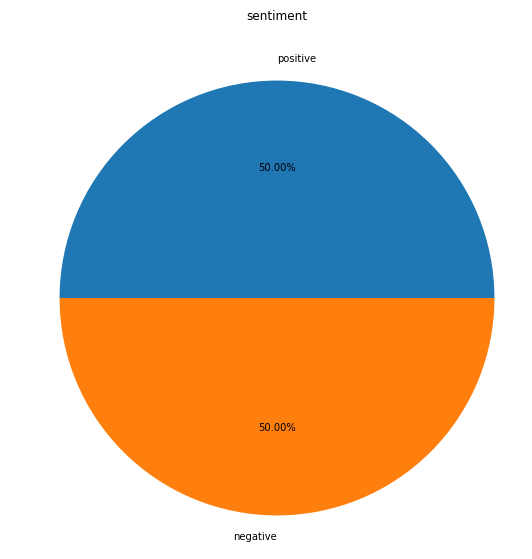 sentiment
positive
50.00%
50.00%
negative